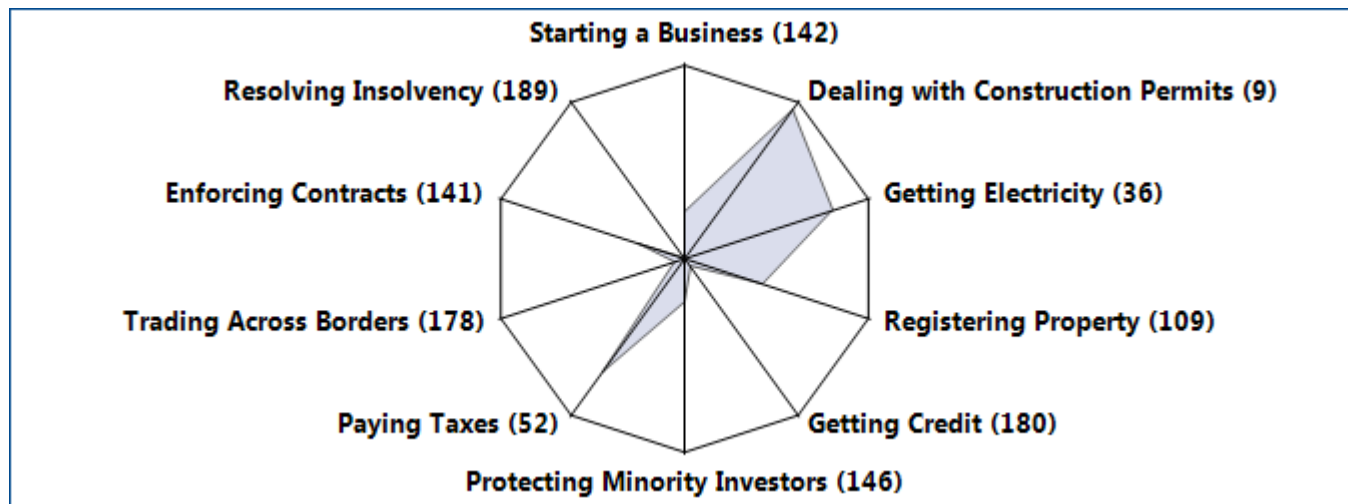 Starting a Business (142)
Resolving Insolvency (189)
Dealing with Construction Permits (9)
Enforcing Contracts (141)
Getting Electricity (36)
Trading Across Borders (178)
Registering Property (109)
Paying Taxes (52)
Getting Credit (180)
Protecting Minority Investors (146)